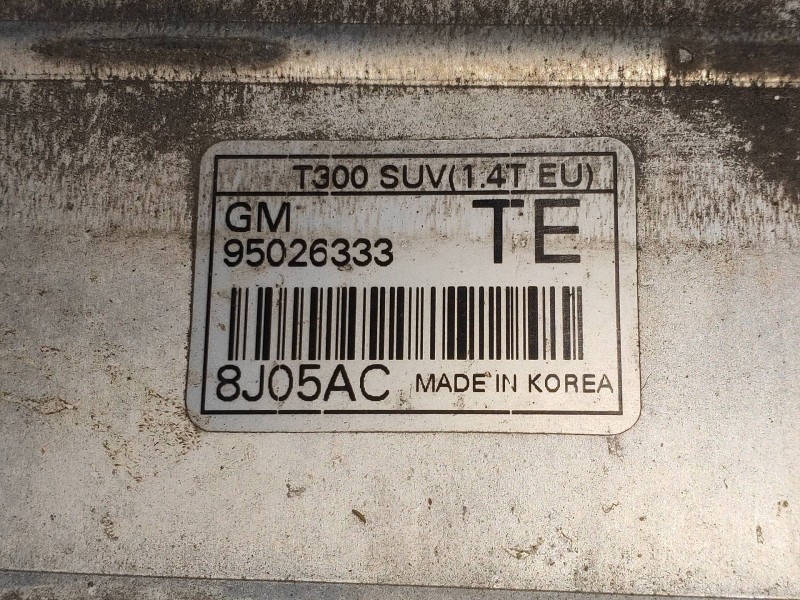 T300 SUV(1.4T EU)
GM TE
95026333
8J05AC MADE IN KOREA